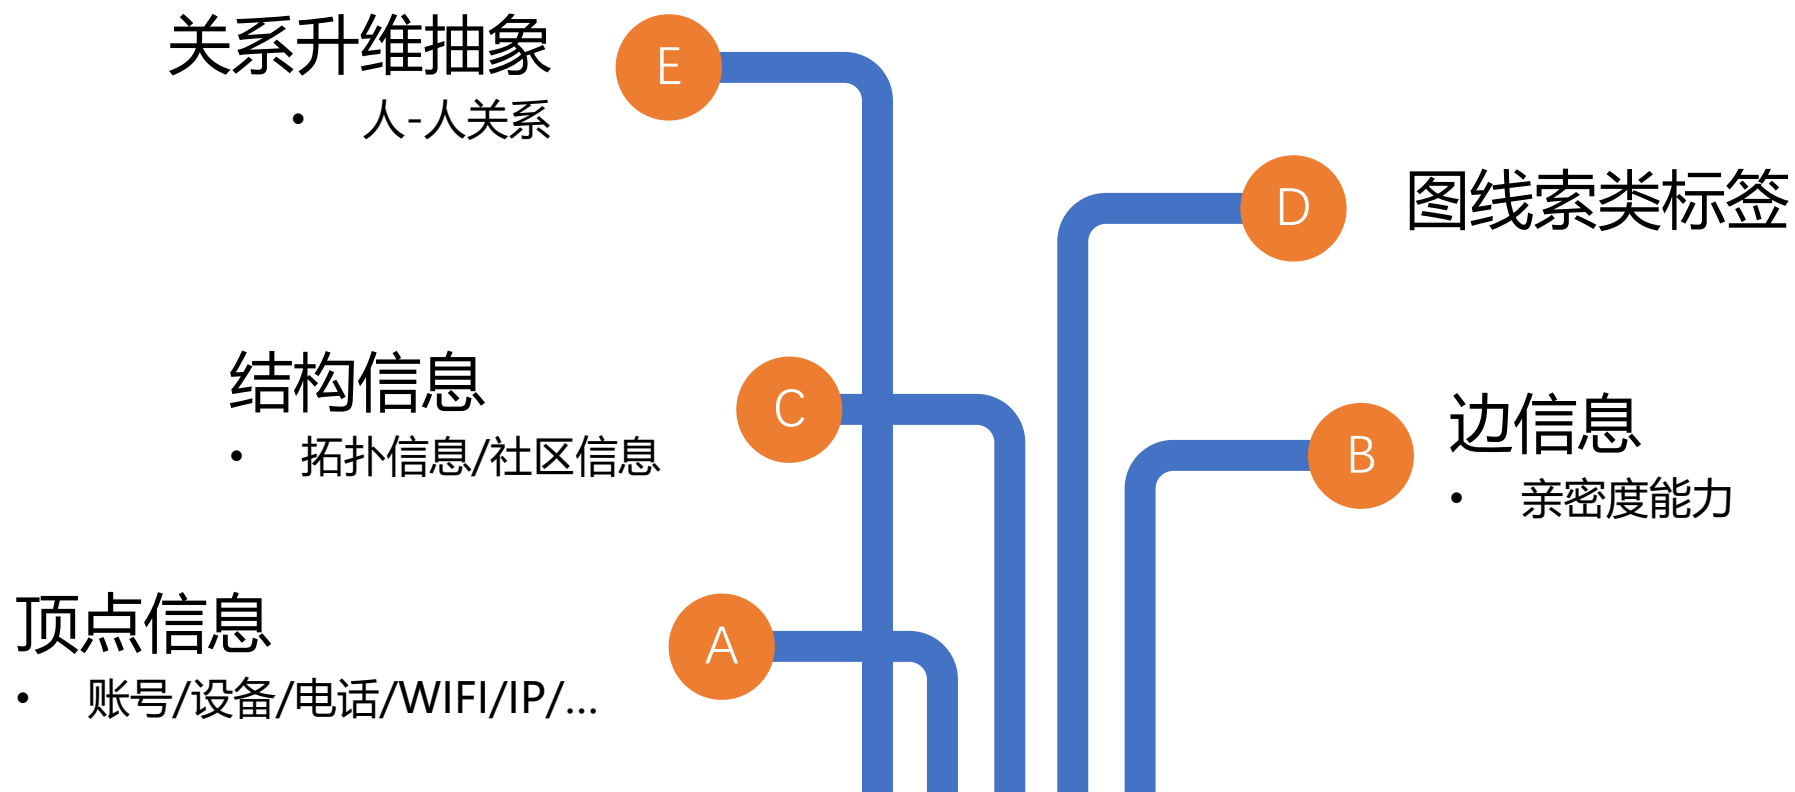 关系升维抽象
• 人-人关系
E
D
图线索类标签
结构信息
• 拓扑信息/社区信息
C
B
边信息
• 亲密度能力
顶点信息
• 账号/设备/电话/WIFI/IP/...
A